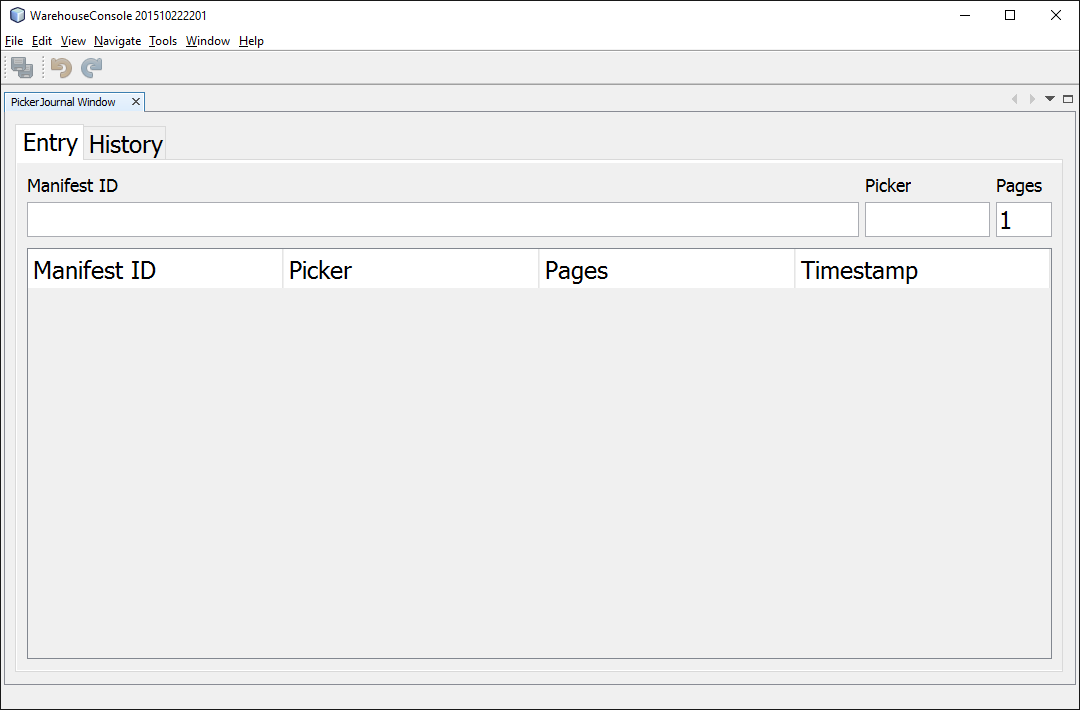 WarehouseConsole 201510222201
File Edit View Navigate Tools Window Help
PickerJournal Window
Entry History
Manifest ID Picker Pages
1
Manifest ID Picker Pages Timestamp